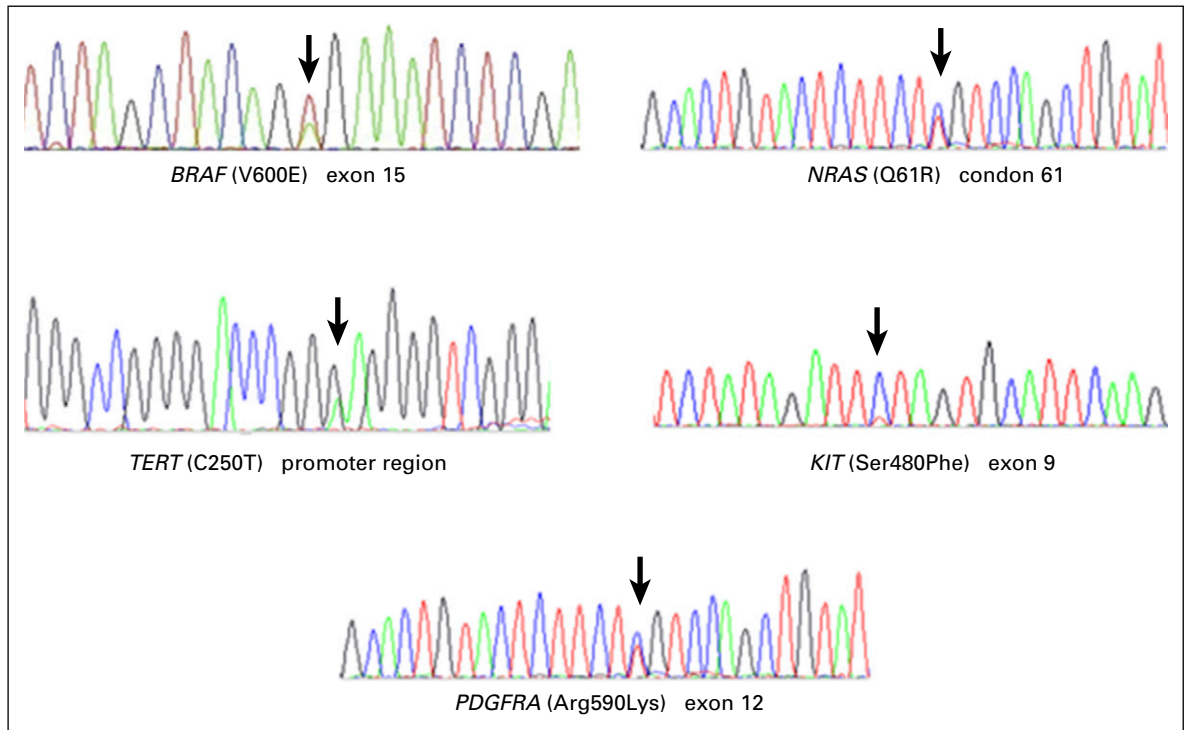 BRAF (V600E) exon 15
NRAS (Q61R) condon 61
TERT (C250T) promoter region
KIT (Ser480Phe) exon 9
PDGFRA (Arg590Lys) exon 12